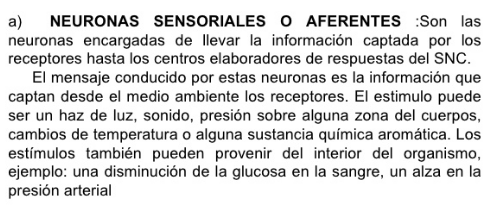 a) NEURONAS SENSORIALES O AFERENTES :Son las
neuronas encargadas de llevar la información captada por los
receptores hasta los centros elaboradores de respuestas del SNC.
El mensaje conducido por estas neuronas es la información que
captan desde el medio ambiente los receptores. El estimulo puede
ser un haz de luz, sonido, presión sobre alguna zona del cuerpos,
cambios de temperatura o alguna sustancia química aromática. Los
estímulos también pueden provenir del interior del organismo,
ejemplo: una disminución de la glucosa en la sangre, un alza en la
presión arterial